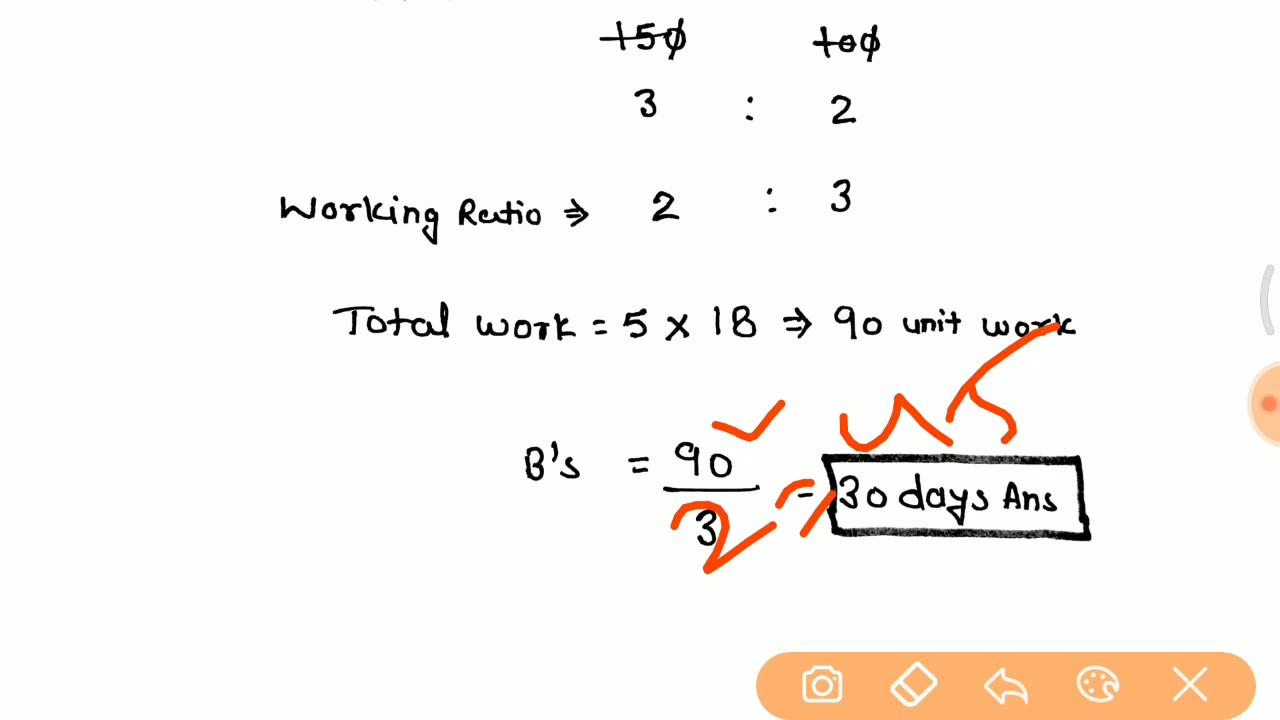 150 100
3 : 2
Working Ratio ⇒ 2 : 3
Total work = 5 x 18 ⇒ 90 unit work
B's = 90/3 = 30 days Ans